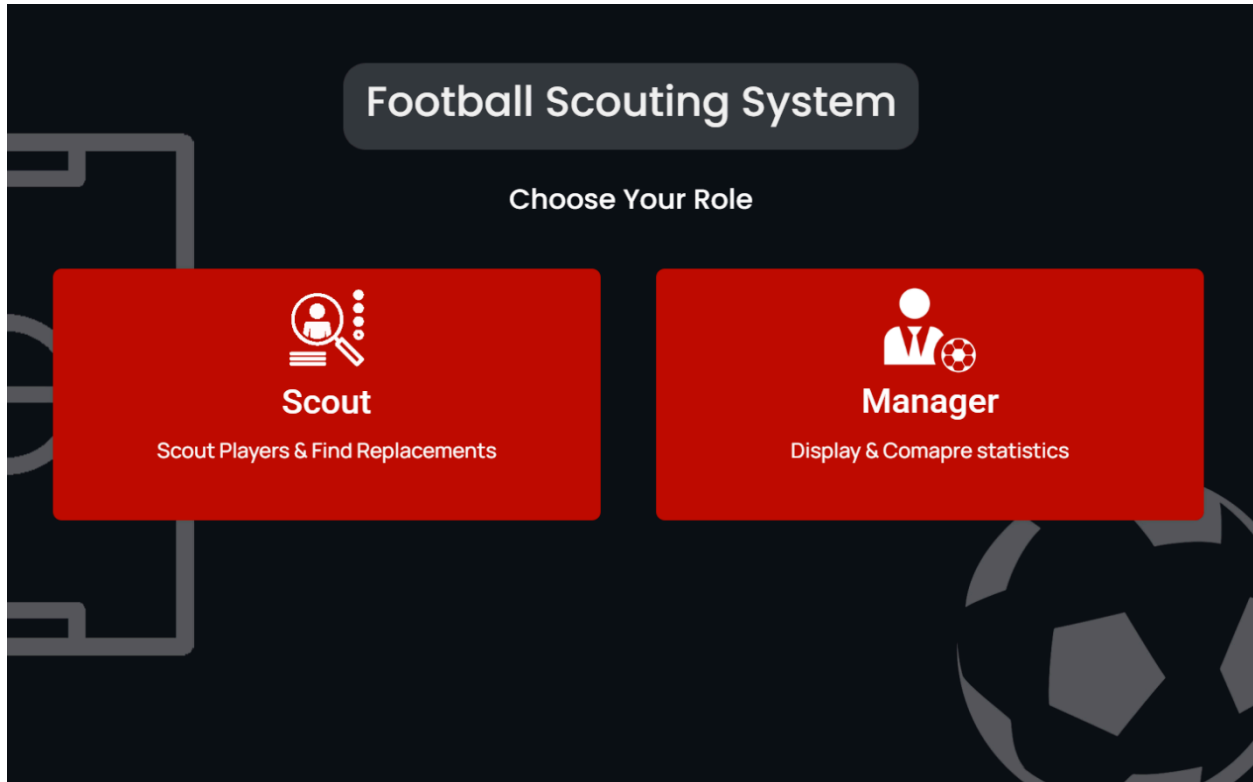 Football Scouting System
Choose Your Role
Scout
Scout Players & Find Replacements
Manager
Display & Comapre statistics